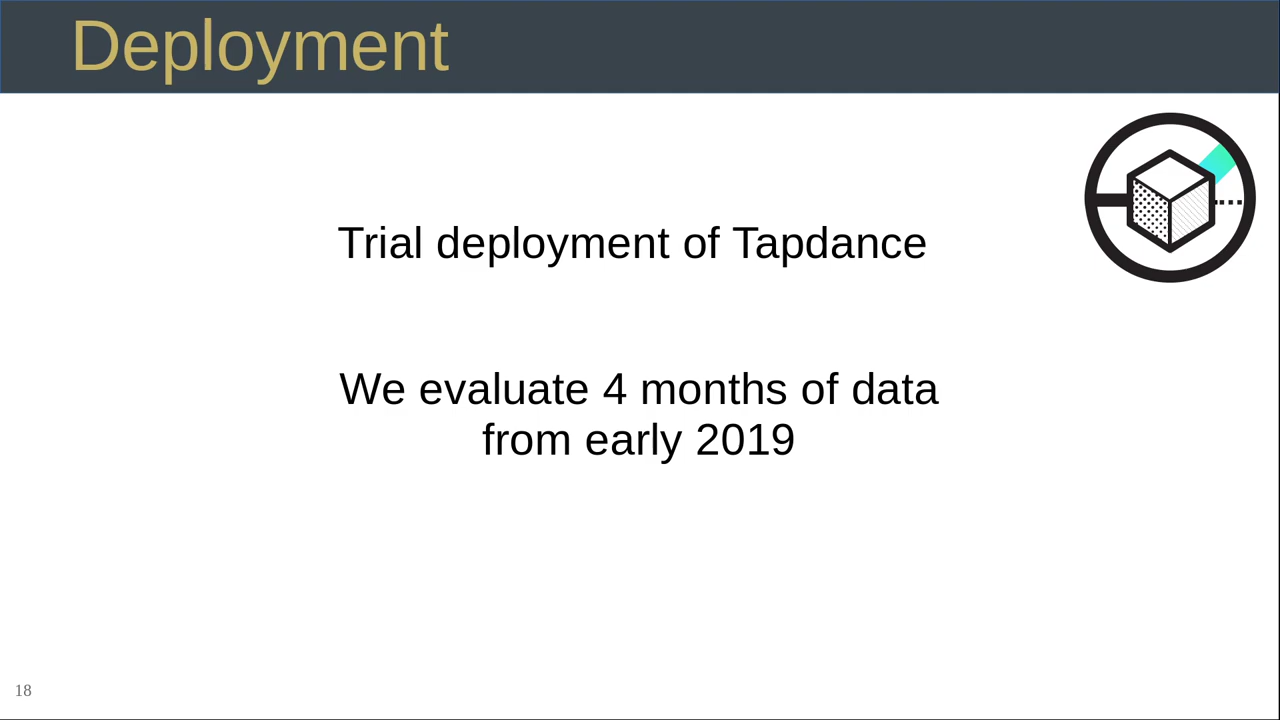 Deployment
Trial deployment of Tapdance
We evaluate 4 months of data
from early 2019
18